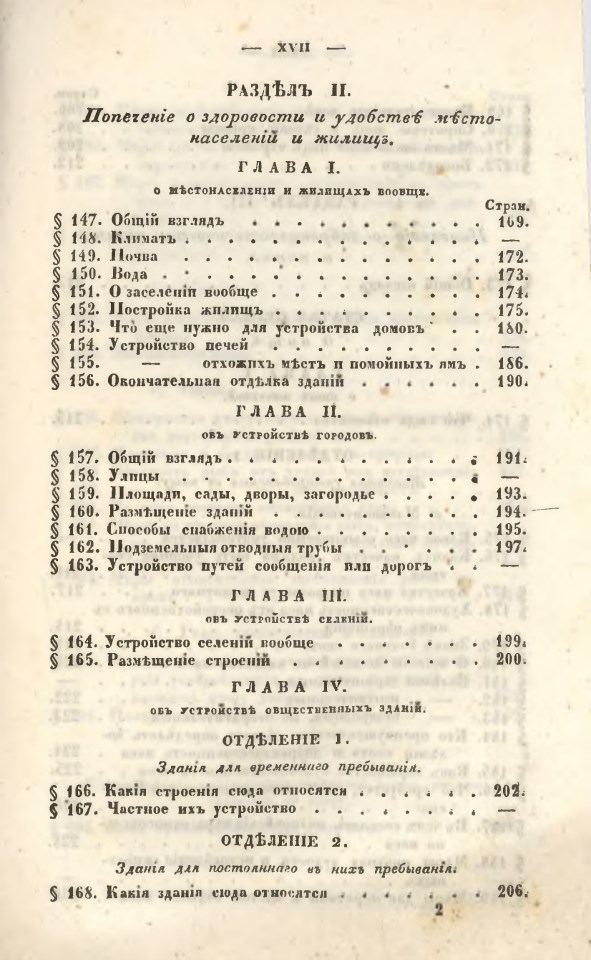 — XVII —
РАЗДѢЛЪ II.
Попеченіе о здоровости и удобствѣ мѣсто-
населеній и жилищъ.
ГЛАВА I.
О МѢСТОНАСЕЛЕНІИ И ЖИЛИЩАХЪ ВООБЩЕ.
Стран.
§ 147. Общій взглядъ . . . . . . . . . . . 169.
§ 148. Климатъ . . . . . . . . . . . . . —
§ 149. Почва . . . . . . . . . . . . . 172.
§ 150. Вода . . . . . . . . . . . . . . 173.
§ 151. О заселеніи вообще . . . . . . . . . . 174.
§ 152. Постройка жилищъ . . . . . . . . . . 175.
§ 153. Что еще нужно для устройства домовъ . . 180.
§ 154. Устройство печей . . . . . . . . . . —
§ 155. — отхожихъ мѣстъ и помойныхъ ямъ . 186.
§ 156. Окончательная отдѣлка зданій . . . . . . 190.
ГЛАВА II.
ОБЪ УСТРОЙСТВѢ ГОРОДОВЪ.
§ 157. Общій взглядъ . . . . . . . . . . . 191.
§ 158. Улицы . . . . . . . . . . . . . —
§ 159. Площади, сады, дворы, загородье . . . . . 193.
§ 160. Размѣщеніе зданій . . . . . . . . . . 194.
§ 161. Способы снабженія водою . . . . . . . . 195.
§ 162. Подземельныя отводныя трубы . . . . . . 197.
§ 163. Устройство путей сообщенія или дорогъ . . —
ГЛАВА III.
ОБЪ УСТРОЙСТВѢ СЕЛЕНІЙ.
§ 164. Устройство селеній вообще . . . . . . . 199.
§ 165. Размѣщеніе строеній . . . . . . . . . 200.
ГЛАВА IV.
ОБЪ УСТРОЙСТВѢ ОБЩЕСТВЕННЫХЪ ЗДАНІЙ.
ОТДѢЛЕНІЕ 1.
Зданія для временнаго пребыванія.
§ 166. Какія строенія сюда относятся . . . . . . 202.
§ 167. Частное ихъ устройство . . . . . . . . —
ОТДѢЛЕНІЕ 2.
Зданія для постояннаго въ нихъ пребыванія.
§ 168. Какія зданія сюда относятся . . . . . . . 206.
2